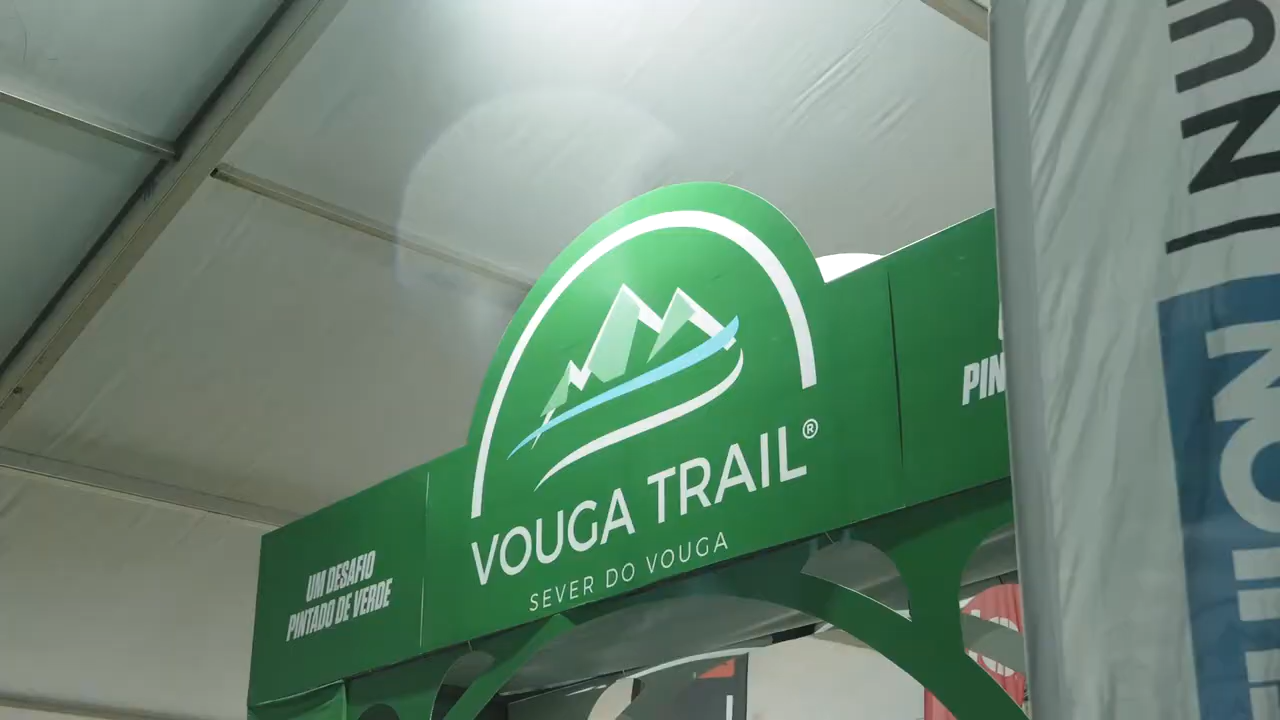 VOUGA TRAIL®
SEVER DO VOUGA
UM DESAFIO
PINTADO DE VERDE